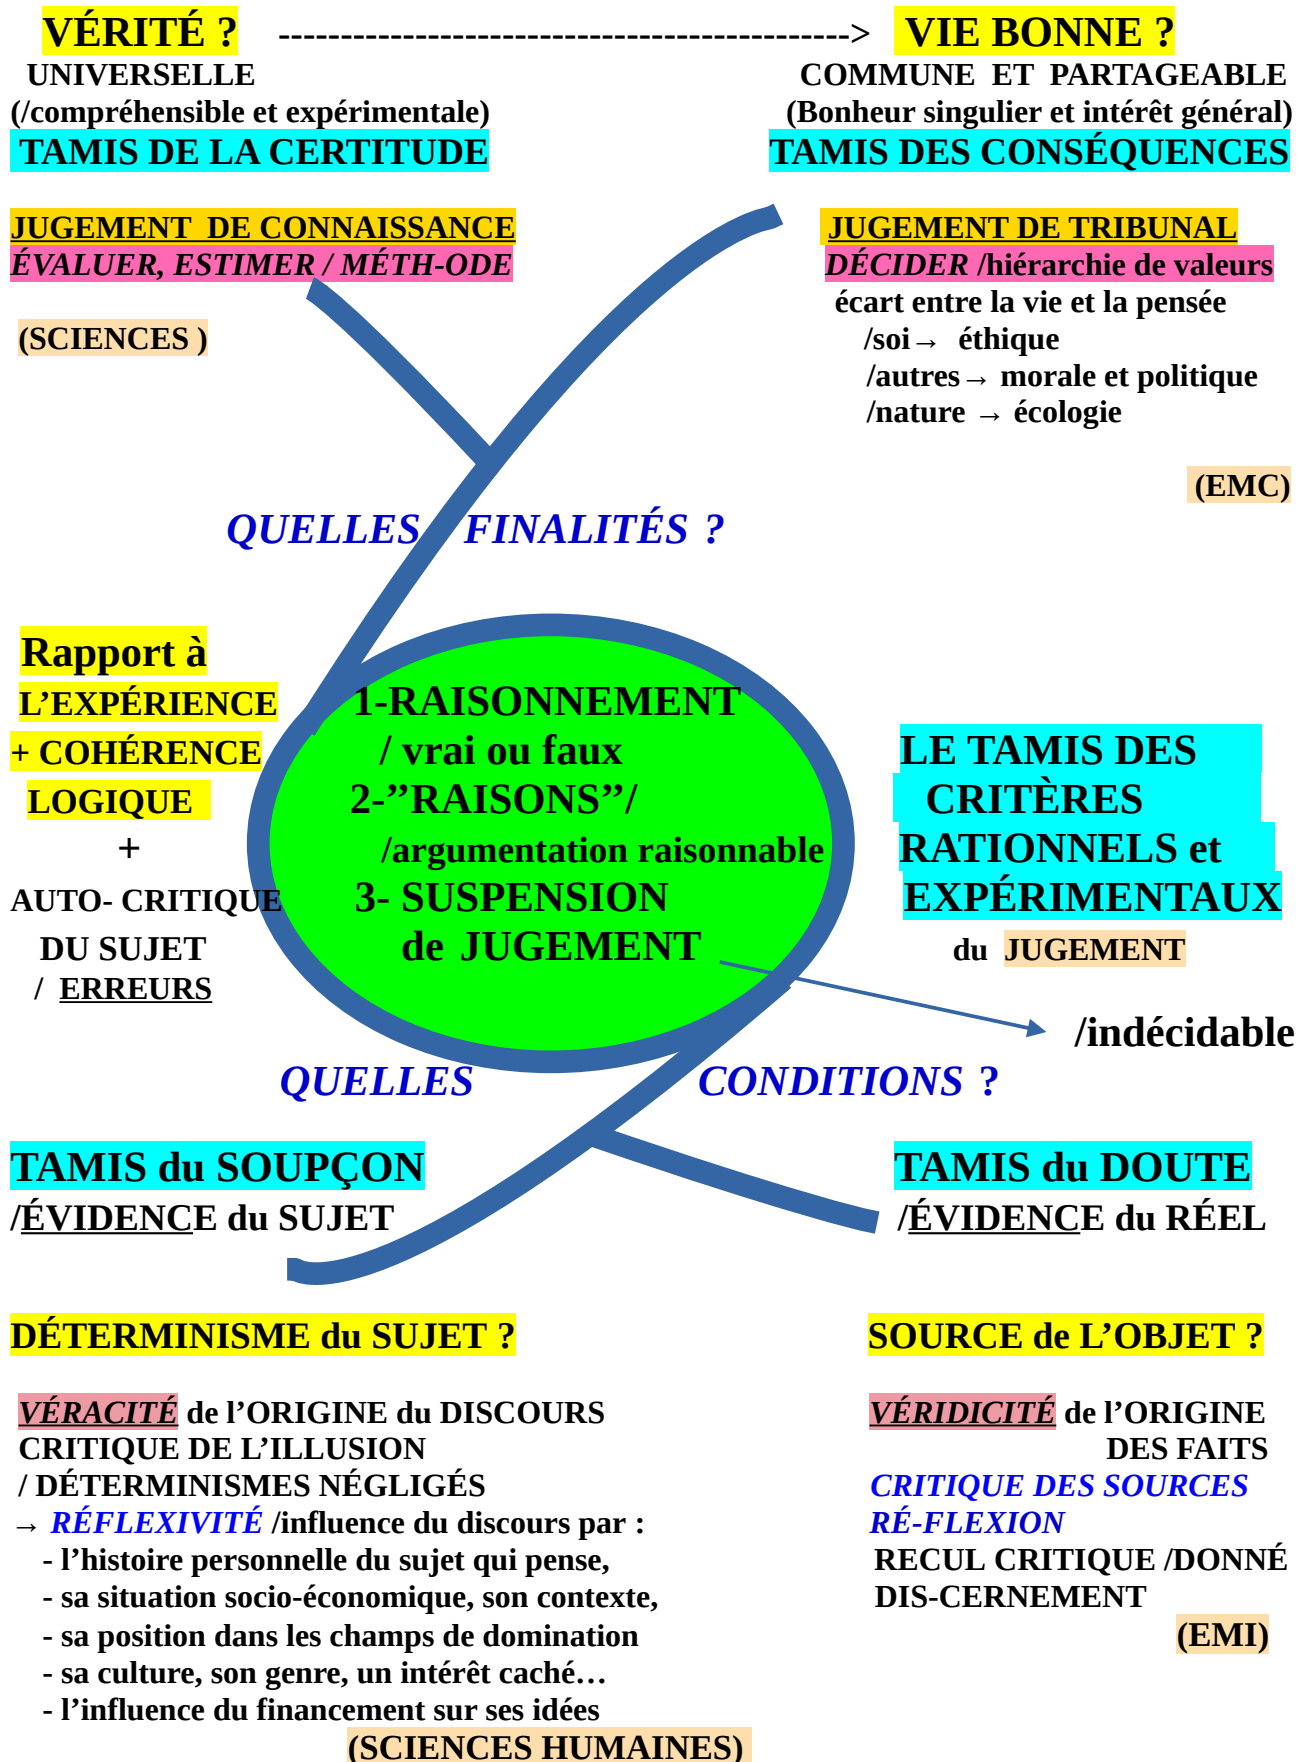 VÉRITÉ ? ----------------------------------------------> VIE BONNE ?
UNIVERSELLE
(/compréhensible et expérimentale)
TAMIS DE LA CERTITUDE
COMMUNE ET PARTAGEABLE
(Bonheur singulier et intérêt général)
TAMIS DES CONSÉQUENCES
JUGEMENT DE CONNAISSANCE
ÉVALUER, ESTIMER / MÉTH-ODE
(SCIENCES )
JUGEMENT DE TRIBUNAL
DÉCIDER /hiérarchie de valeurs
écart entre la vie et la pensée
/soi→ éthique
/autres→ morale et politique
/nature → écologie
(EMC)
QUELLES FINALITÉS ?
Rapport à
L’EXPÉRIENCE
+ COHÉRENCE
LOGIQUE
+
AUTO- CRITIQUE
DU SUJET
/ ERREURS
1-RAISONNEMENT
/ vrai ou faux
2-’’RAISONS’’/
/argumentation raisonnable
3- SUSPENSION
de JUGEMENT
LE TAMIS DES
CRITÈRES
RATIONNELS et
EXPÉRIMENTAUX
du JUGEMENT
/indécidable
QUELLES CONDITIONS ?
TAMIS du SOUPÇON
/ÉVIDENCE du SUJET
TAMIS du DOUTE
/ÉVIDENCE du RÉEL
DÉTERMINISME du SUJET ?
VÉRACITÉ de l’ORIGINE du DISCOURS
CRITIQUE DE L’ILLUSION
/ DÉTERMINISMES NÉGLIGÉS
→ RÉFLEXIVITÉ /influence du discours par :
- l’histoire personnelle du sujet qui pense,
- sa situation socio-économique, son contexte,
- sa position dans les champs de domination
- sa culture, son genre, un intérêt caché…
- l’influence du financement sur ses idées
(SCIENCES HUMAINES)
SOURCE de L’OBJET ?
VÉRIDICITÉ de l’ORIGINE
DES FAITS
CRITIQUE DES SOURCES
RÉ-FLEXION
RECUL CRITIQUE /DONNÉ
DIS-CERNEMENT
(EMI)